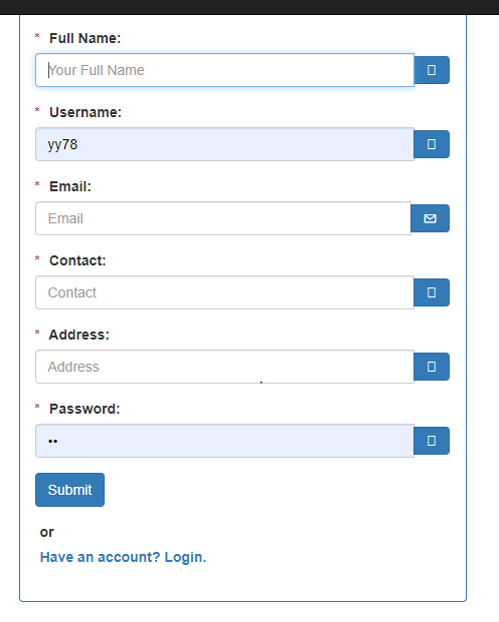 * Full Name:
Your Full Name
* Username:
yy78
* Email:
Email
* Contact:
Contact
* Address:
Address
* Password:
••
Submit
or
Have an account? Login.